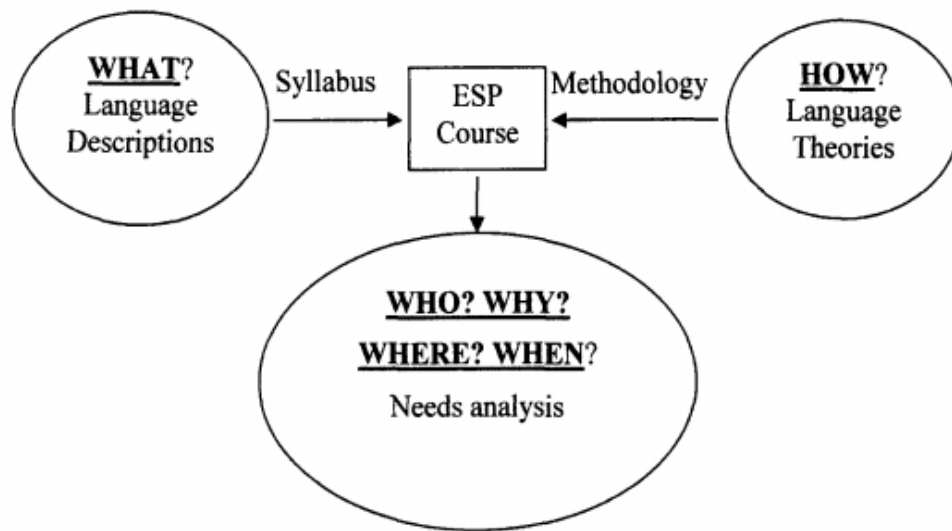 WHAT?
Language
Descriptions
Syllabus
ESP
Course
Methodology
HOW?
Language
Theories
WHO? WHY?
WHERE? WHEN?
Needs analysis